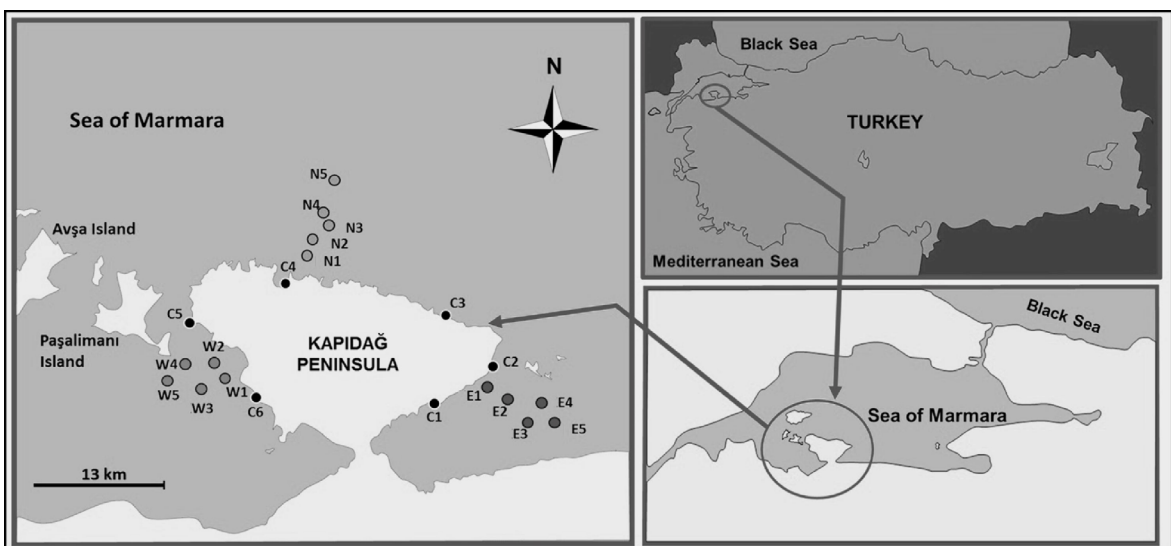 N
Sea of Marmara
N5
N4
N3
N2
N1
Avşa Island
C4
C3
C5
Paşalimanı
Island
KAPIDAĞ
PENINSULA
W2
W4
W1
W5
W3
C6
C2
E1
E2
E4
C1
E3
E5
13 km
Black Sea
TURKEY
Mediterranean Sea
Black Sea
Sea of Marmara